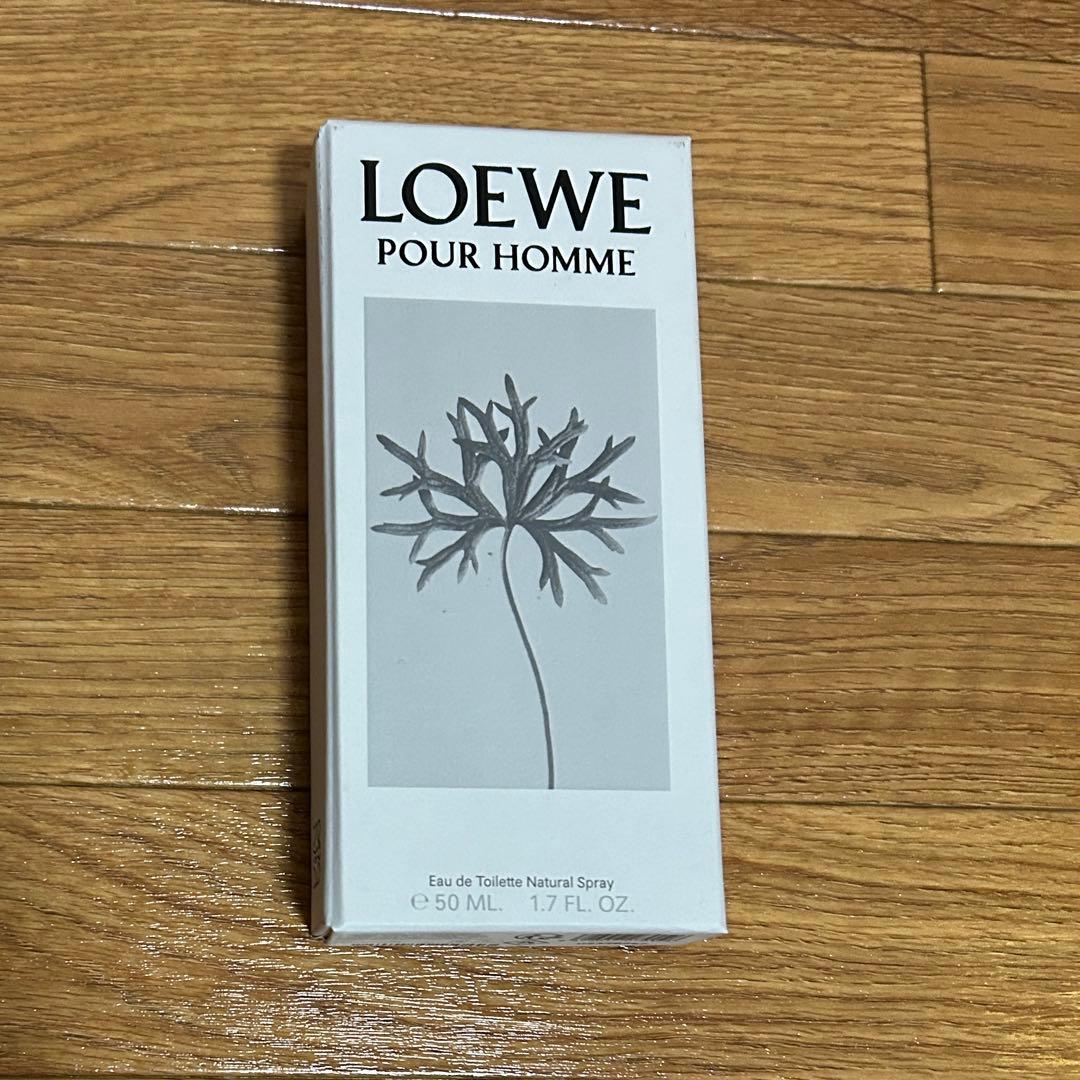 LOEWE
POUR HOMME
Eau de Toilette Natural Spray
℮ 50 ML. 1.7 FL. OZ.